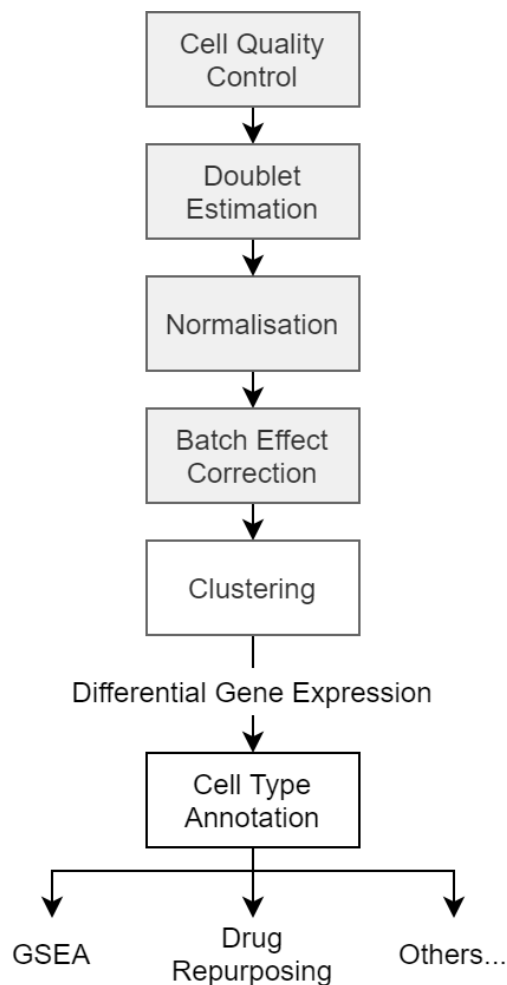 Cell Quality
Control
Doublet
Estimation
Normalisation
Batch Effect
Correction
Clustering
Differential Gene Expression
Cell Type
Annotation
GSEA
Drug
Repurposing
Others...